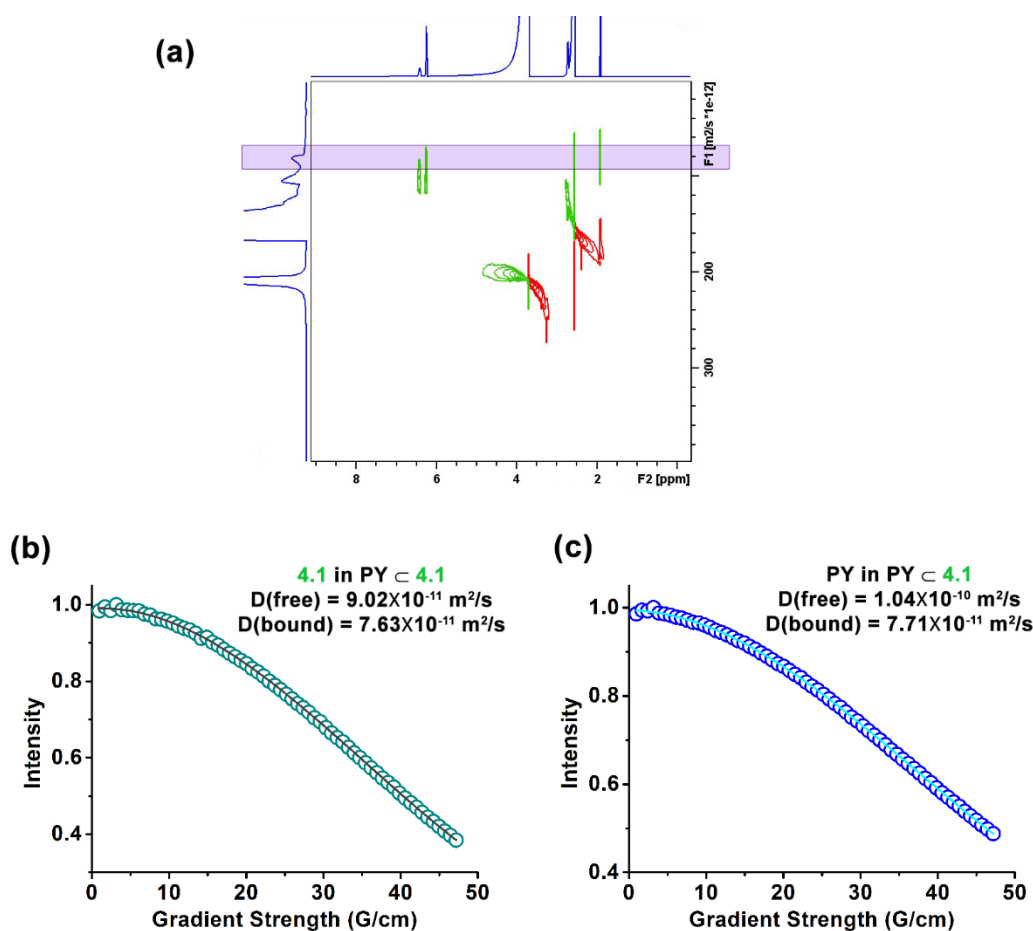 (a)
F1 [m2/s *1e-12]
200
300
8 6 4 2 F2 [ppm]
(b)
4.1 in PY ⊂ 4.1
D(free) = 9.02X10-11 m2/s
D(bound) = 7.63X10-11 m2/s
Intensity
1.0
0.8
0.6
0.4
0 10 20 30 40 50
Gradient Strength (G/cm)
(c)
PY in PY ⊂ 4.1
D(free) = 1.04X10-10 m2/s
D(bound) = 7.71X10-11 m2/s
Intensity
1.0
0.8
0.6
0.4
0 10 20 30 40 50
Gradient Strength (G/cm)